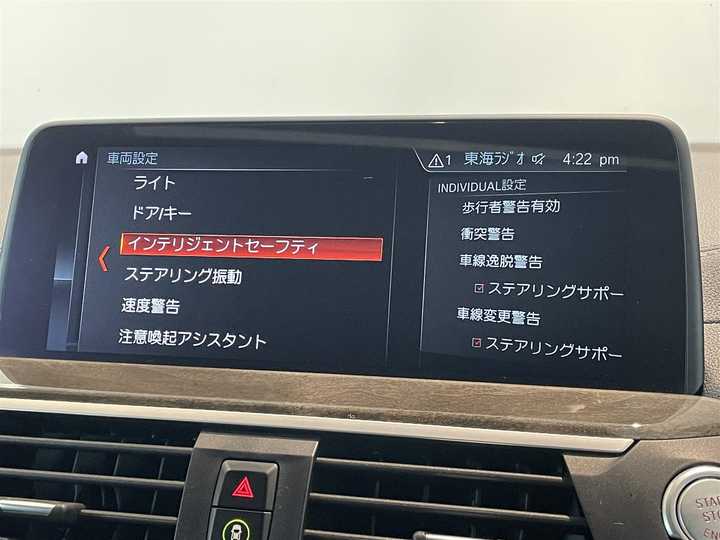 車両設定
ライト
ドア/キー
インテリジェントセーフティ
ステアリング振動
速度警告
注意喚起アシスタント
1 東海ラジオ 4:22 pm
INDIVIDUAL設定
歩行者警告有効
衝突警告
車線逸脱警告
ステアリングサポー
車線変更警告
ステアリングサポー
START
STOP